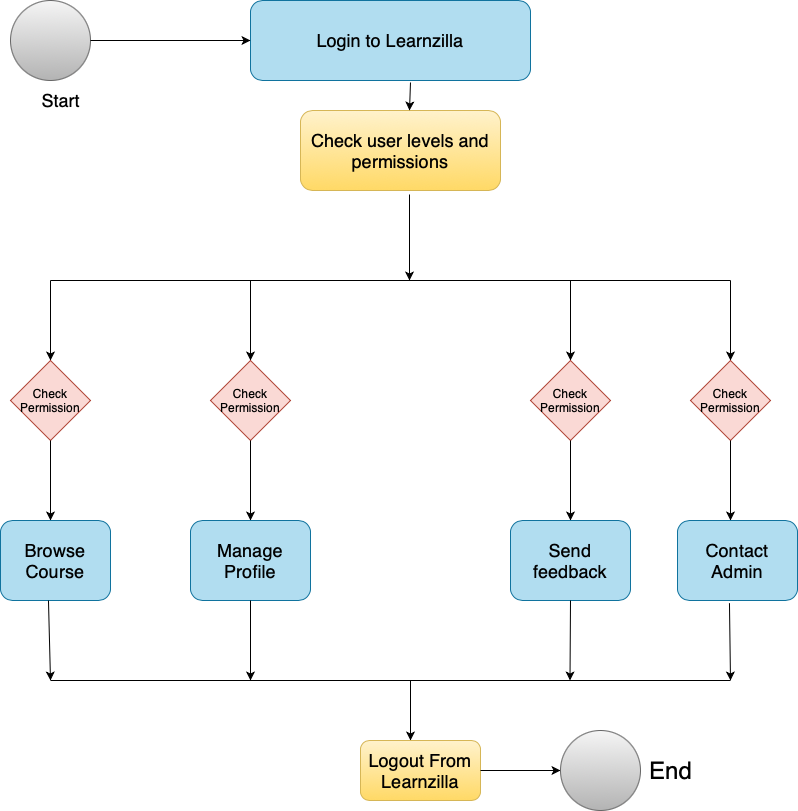 Login to Learnzilla
Start
Check user levels and
permissions
Check
Permission
Check
Permission
Check
Permission
Check
Permission
Browse
Course
Manage
Profile
Send
feedback
Contact
Admin
Logout From
Learnzilla
End